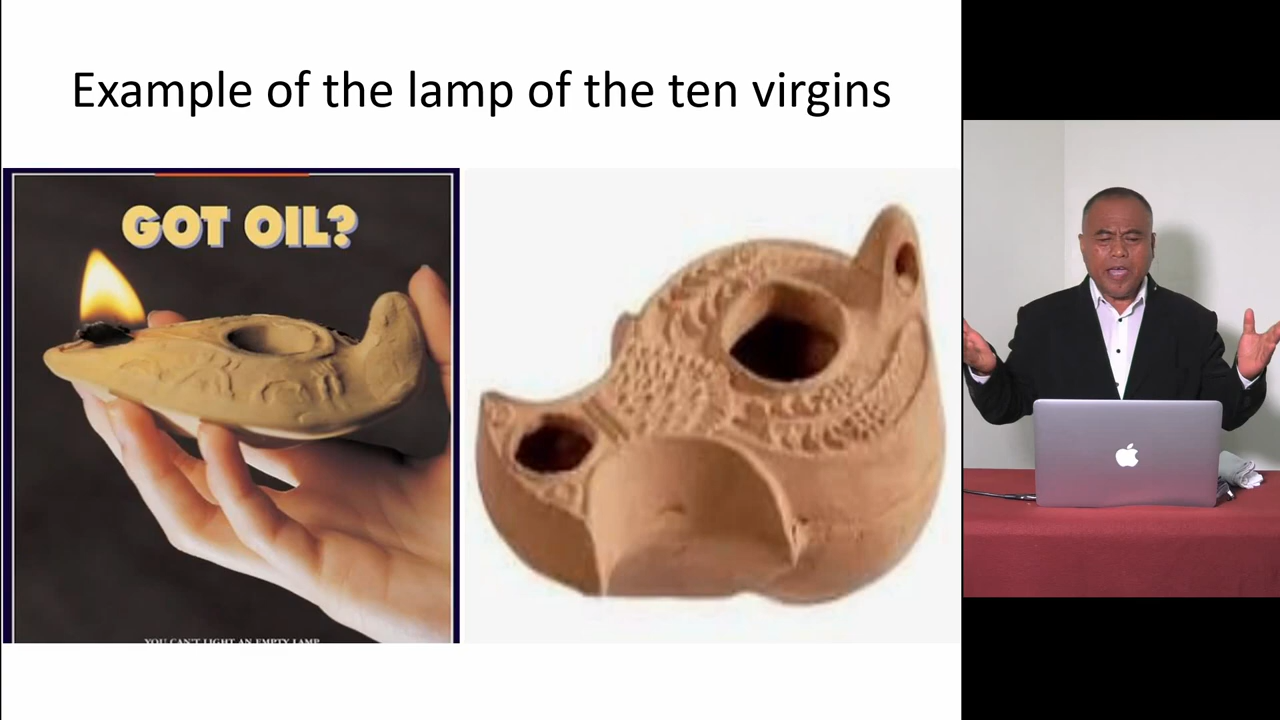 Example of the lamp of the ten virgins
GOT OIL?
YOU CAN'T LIGHT AN EMPTY LAMP